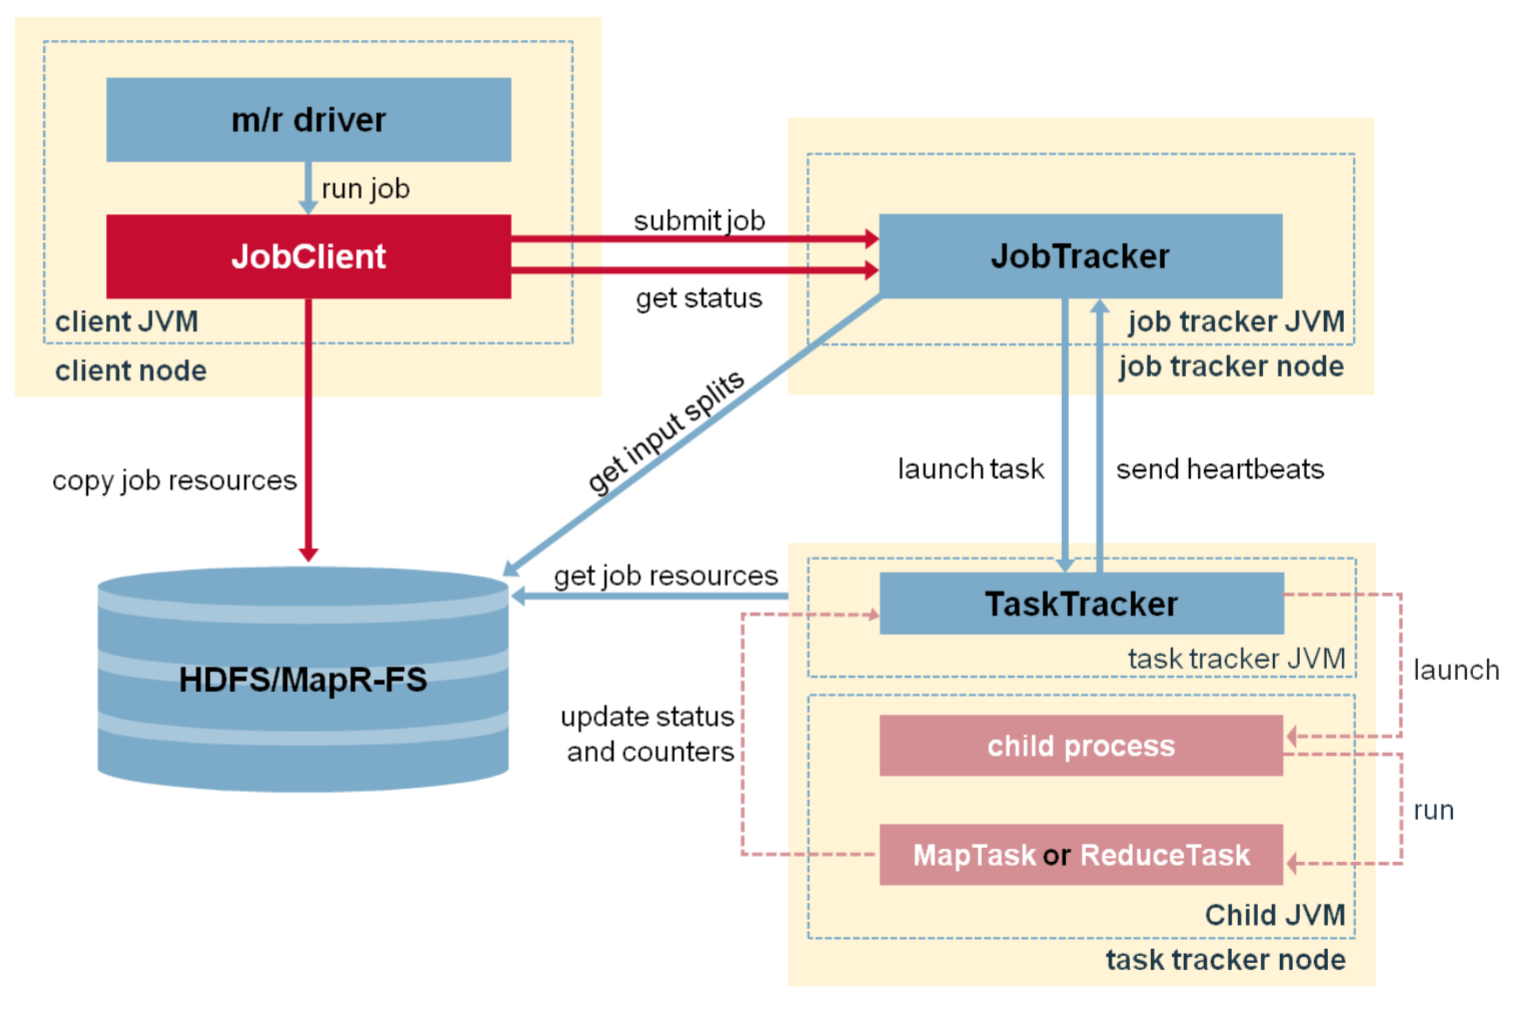 m/r driver
run job
JobClient
client JVM
client node
submit job
get status
JobTracker
job tracker JVM
job tracker node
copy job resources
get input splits
launch task
send heartbeats
get job resources
HDFS/MapR-FS
TaskTracker
task tracker JVM
launch
update status
and counters
child process
run
MapTask or ReduceTask
Child JVM
task tracker node